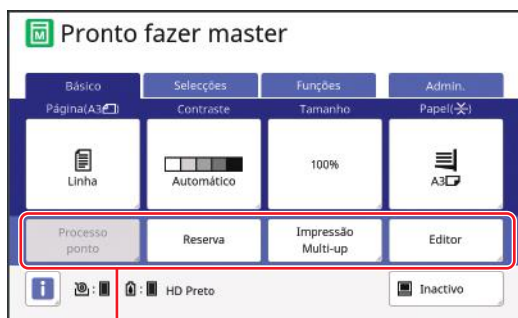 M Pronto fazer mast
Básico Selecções Funções Admin.
Página(A3) Contraste Tamanho Papel()
Linha Automático 100% A3
Processo ponto Reserva Impressão Multi-up Editor
i : : HD Preto Inactivo